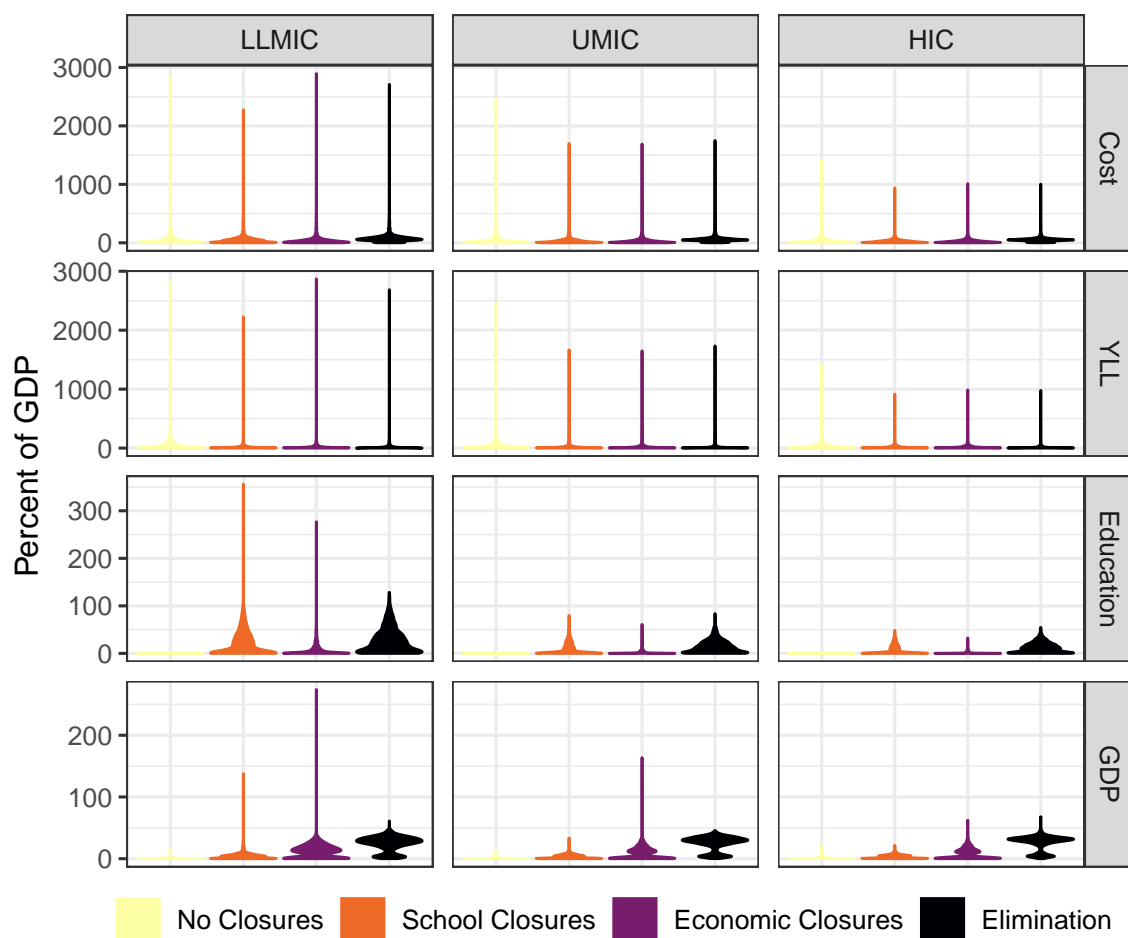 LLMIC UMIC HIC
3000
2000
1000
0
Cost
3000
2000
1000
0
YLL
Percent of GDP
300
200
100
0
Education
200
100
0
GDP
No Closures School Closures Economic Closures Elimination